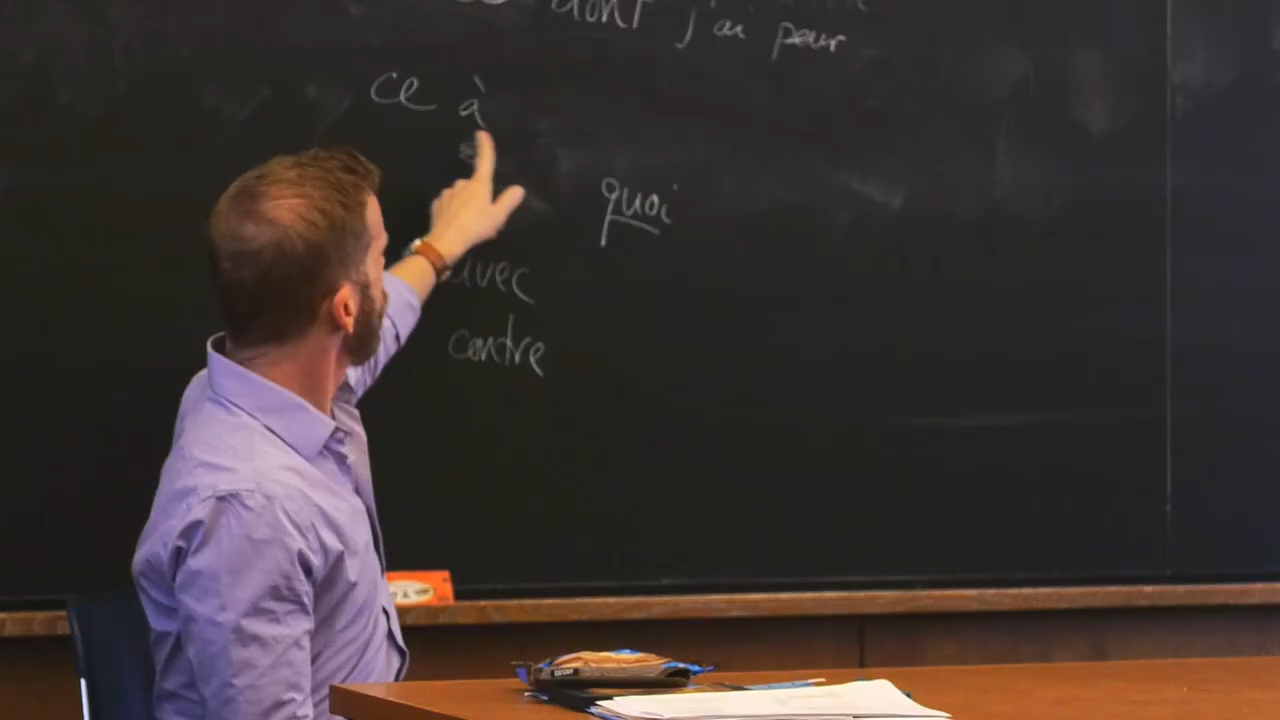 dont j'ai peur
ce à
quoi
avec
contre